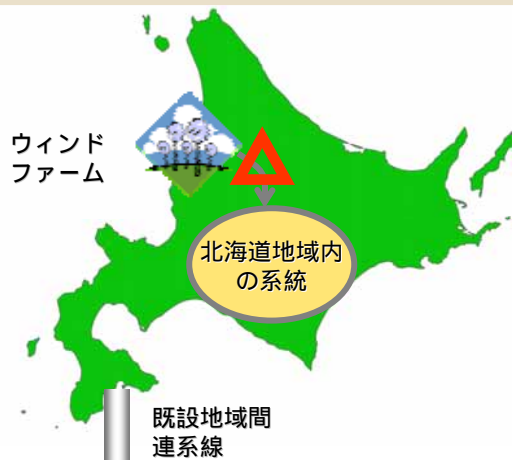 ウィンド
ファーム
北海道地域内
の系統
既設地域間
連系線